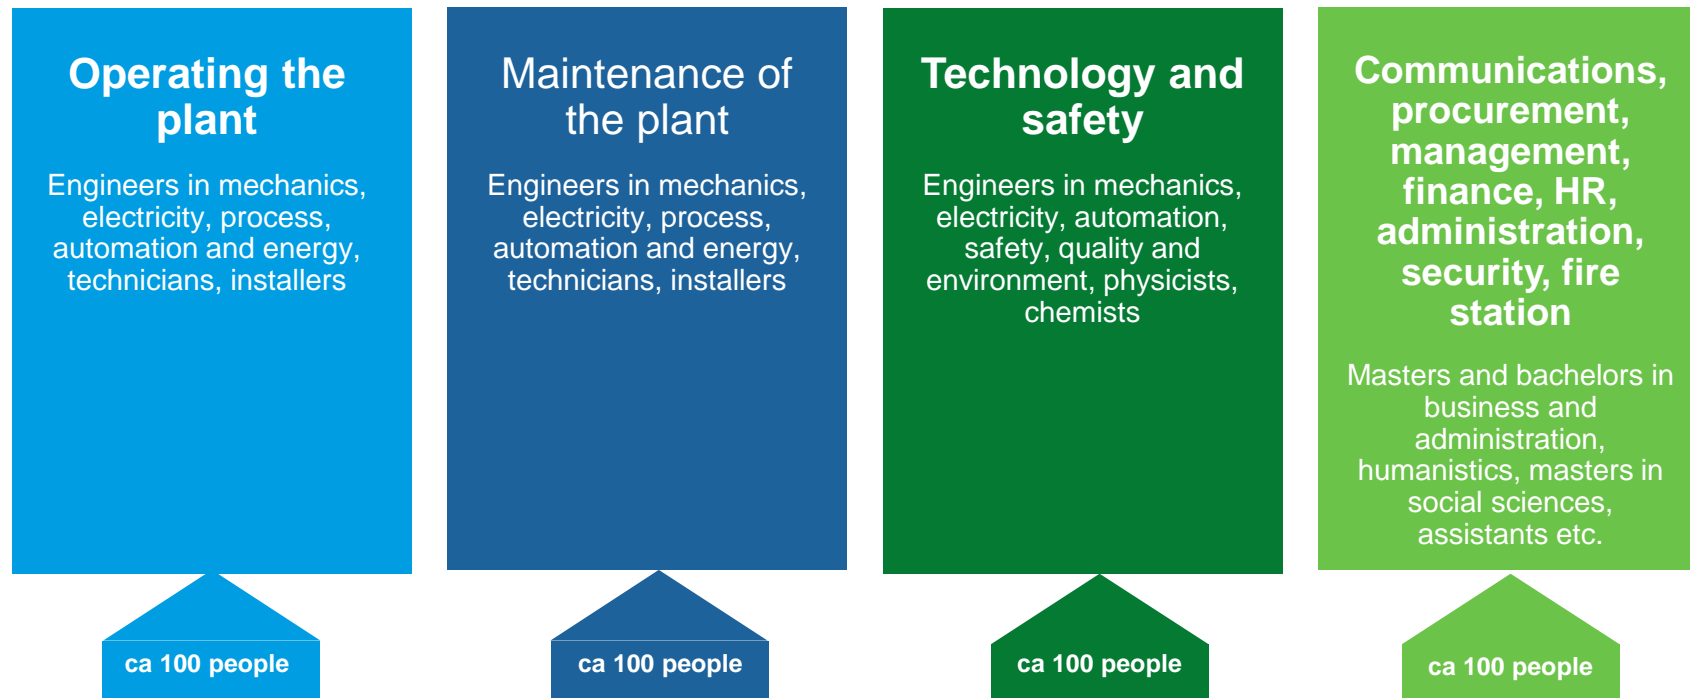 Operating the
plant
Engineers in mechanics,
electricity, process,
automation and energy,
technicians, installers
ca 100 people
Maintenance of
the plant
Engineers in mechanics,
electricity, process,
automation and energy,
technicians, installers
ca 100 people
Technology and
safety
Engineers in mechanics,
electricity, automation,
safety, quality and
environment, physicists,
chemists
ca 100 people
Communications,
procurement,
management,
finance, HR,
administration,
security, fire
station
Masters and bachelors in
business and
administration,
humanistics, masters in
social sciences,
assistants etc.
ca 100 people